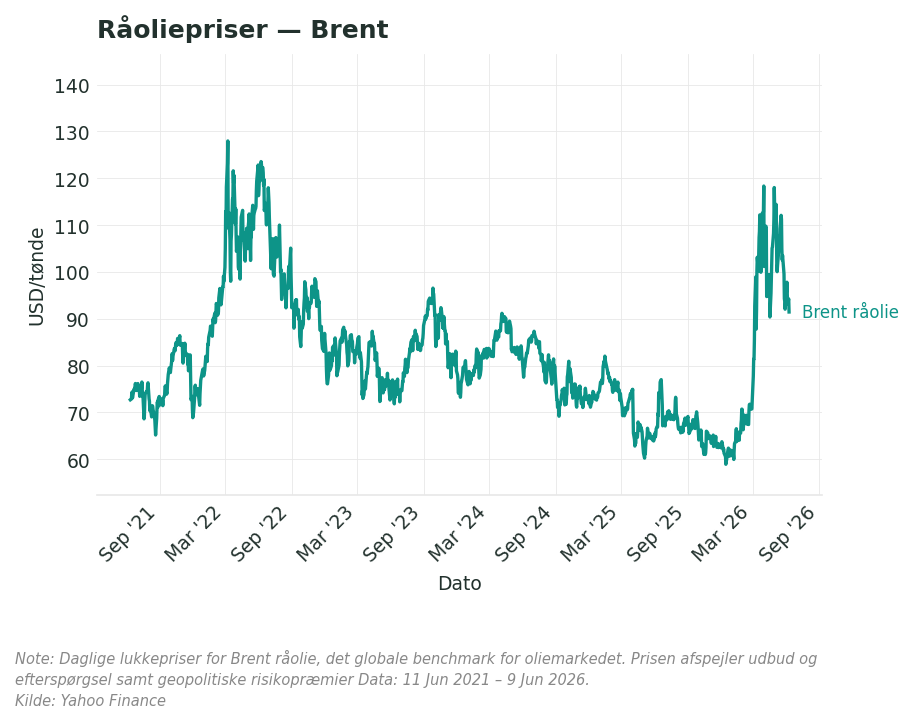 Råoliepriser — Brent
140
130
120
110
100
90
80
70
60
USD/tønde
Brent råolie
Sep '21
Mar '22
Sep '22
Mar '23
Sep '23
Mar '24
Sep '24
Mar '25
Sep '25
Mar '26
Sep '26
Dato
Note: Daglige lukkepriser for Brent råolie, det globale benchmark for oliemarkedet. Prisen afspejler udbud og
efterspørgsel samt geopolitiske risikopræmier Data: 11 Jun 2021 – 9 Jun 2026.
Kilde: Yahoo Finance